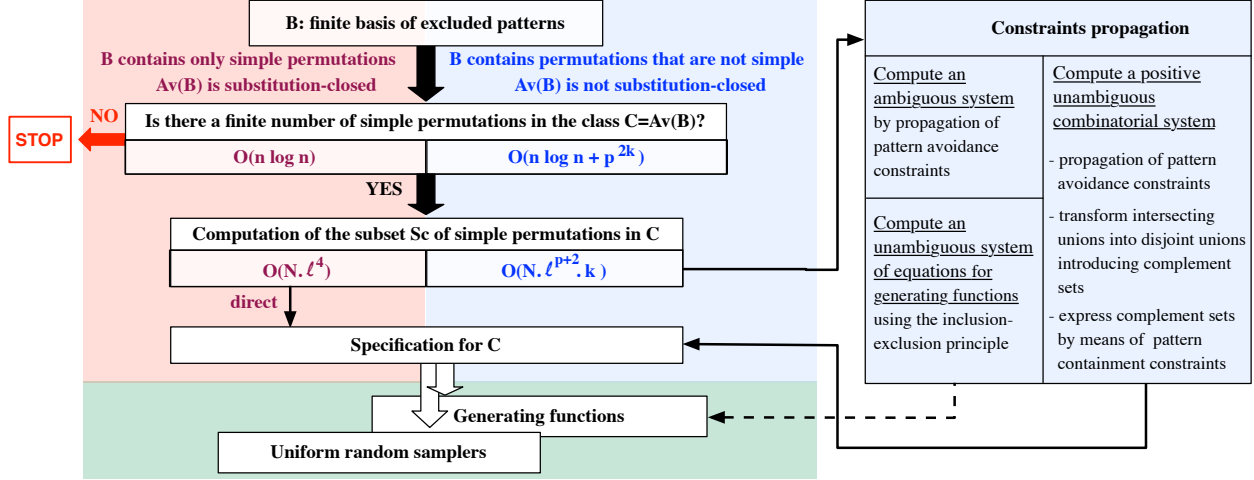 B: finite basis of excluded patterns
B contains only simple permutations
Av(B) is substitution-closed
B contains permutations that are not simple
Av(B) is not substitution-closed
NO
STOP
Is there a finite number of simple permutations in the class C=Av(B)?
O(n log n)
O(n log n + p^{2k})
YES
Computation of the subset Sc of simple permutations in C
O(N. ℓ^4)
O(N. ℓ^{p+2}. k )
direct
Specification for C
Generating functions
Uniform random samplers
Constraints propagation
Compute an
ambiguous system
by propagation of
pattern avoidance
constraints
Compute an
unambiguous system
of equations for
generating functions
using the inclusion-
exclusion principle
Compute a positive
unambiguous
combinatorial system
- propagation of pattern
avoidance constraints
- transform intersecting
unions into disjoint unions
introducing complement
sets
- express complement sets
by means of pattern
containment constraints